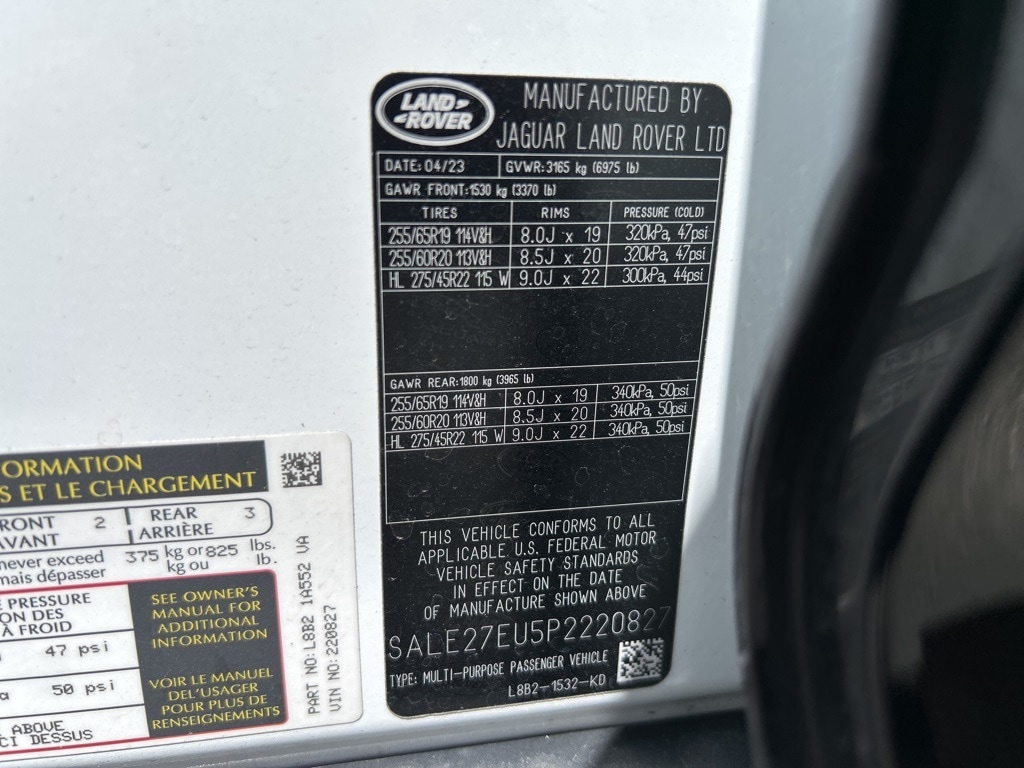 LAND ROVER
MANUFACTURED BY
JAGUAR LAND ROVER LTD
DATE: 04/23 GVWR: 3165 kg (6975 lb)
GAWR FRONT: 1530 kg (3370 lb)
TIRES RIMS PRESSURE (COLD)
255/65R19 114V&H 8.0J x 19 320kPa, 47psi
255/60R20 113V&H 8.5J x 20 320kPa, 47psi
HL 275/45R22 115 W 9.0J x 22 300kPa, 44psi
GAWR REAR: 1800 kg (3965 lb)
255/65R19 114V&H 8.0J x 19 340kPa, 50psi
255/60R20 113V&H 8.5J x 20 340kPa, 50psi
HL 275/45R22 115 W 9.0J x 22 340kPa, 50psi
THIS VEHICLE CONFORMS TO ALL
APPLICABLE U.S. FEDERAL MOTOR
VEHICLE SAFETY STANDARDS
IN EFFECT ON THE DATE
OF MANUFACTURE SHOWN ABOVE
SALE27EU5P2220827
TYPE: MULTI-PURPOSE PASSENGER VEHICLE
L8B2-1532-KD
ORMATION
S ET LE CHARGEMENT
FRONT 2 REAR 3
AVANT ARRIÈRE
never exceed 375 kg or 825 lbs.
mais dépasser kg ou lb.
E PRESSURE
ON DES
À FROID
47 psi
a 50 psi
ABOVE
CI DESSUS
SEE OWNER'S
MANUAL FOR
ADDITIONAL
INFORMATION
VOIR LE MANUEL
DEL'USAGER
POUR PLUS DE
RENSEIGNEMENTS
PART NO: L8B2 1A552 VA
VIN NO: 220827